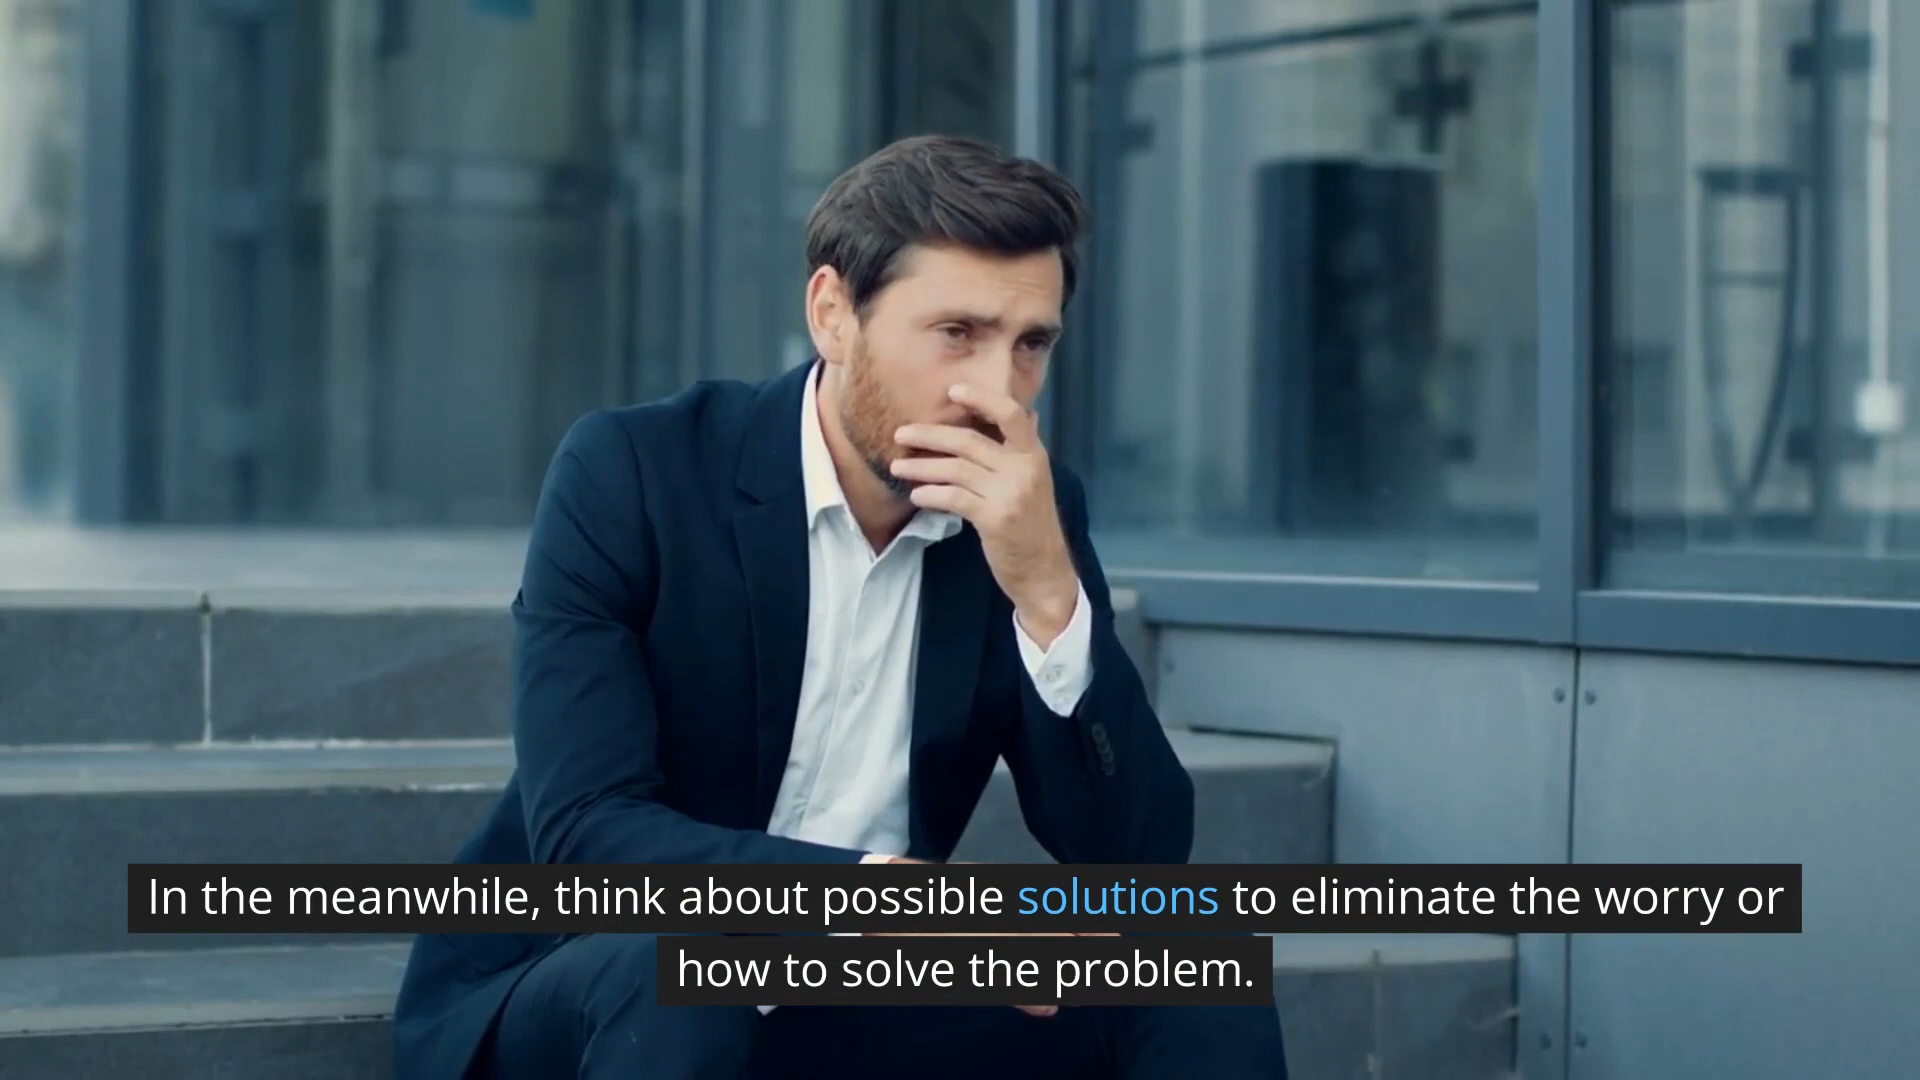 In the meanwhile, think about possible solutions to eliminate the worry or
how to solve the problem.